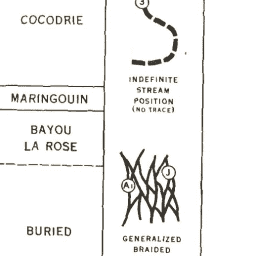 3
COCODRIE
INDEFINITE
STREAM
POSITION
(NO TRACE)
MARINGOUIN
BAYOU
LA ROSE
A1
J
BURIED
GENERALIZED
BRAIDED